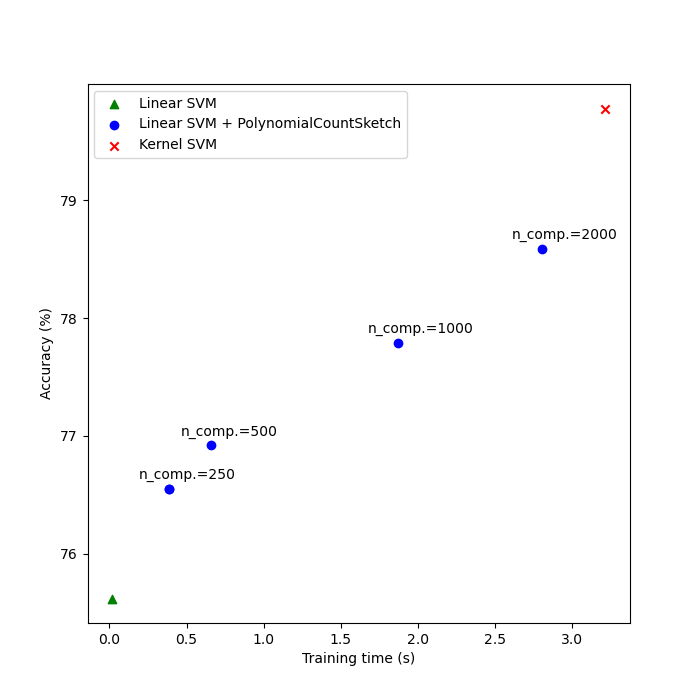 Linear SVM
Linear SVM + PolynomialCountSketch
Kernel SVM
79
n_comp.=2000
78
n_comp.=1000
Accuracy (%)
77
n_comp.=500
n_comp.=250
76
0.0 0.5 1.0 1.5 2.0 2.5 3.0
Training time (s)